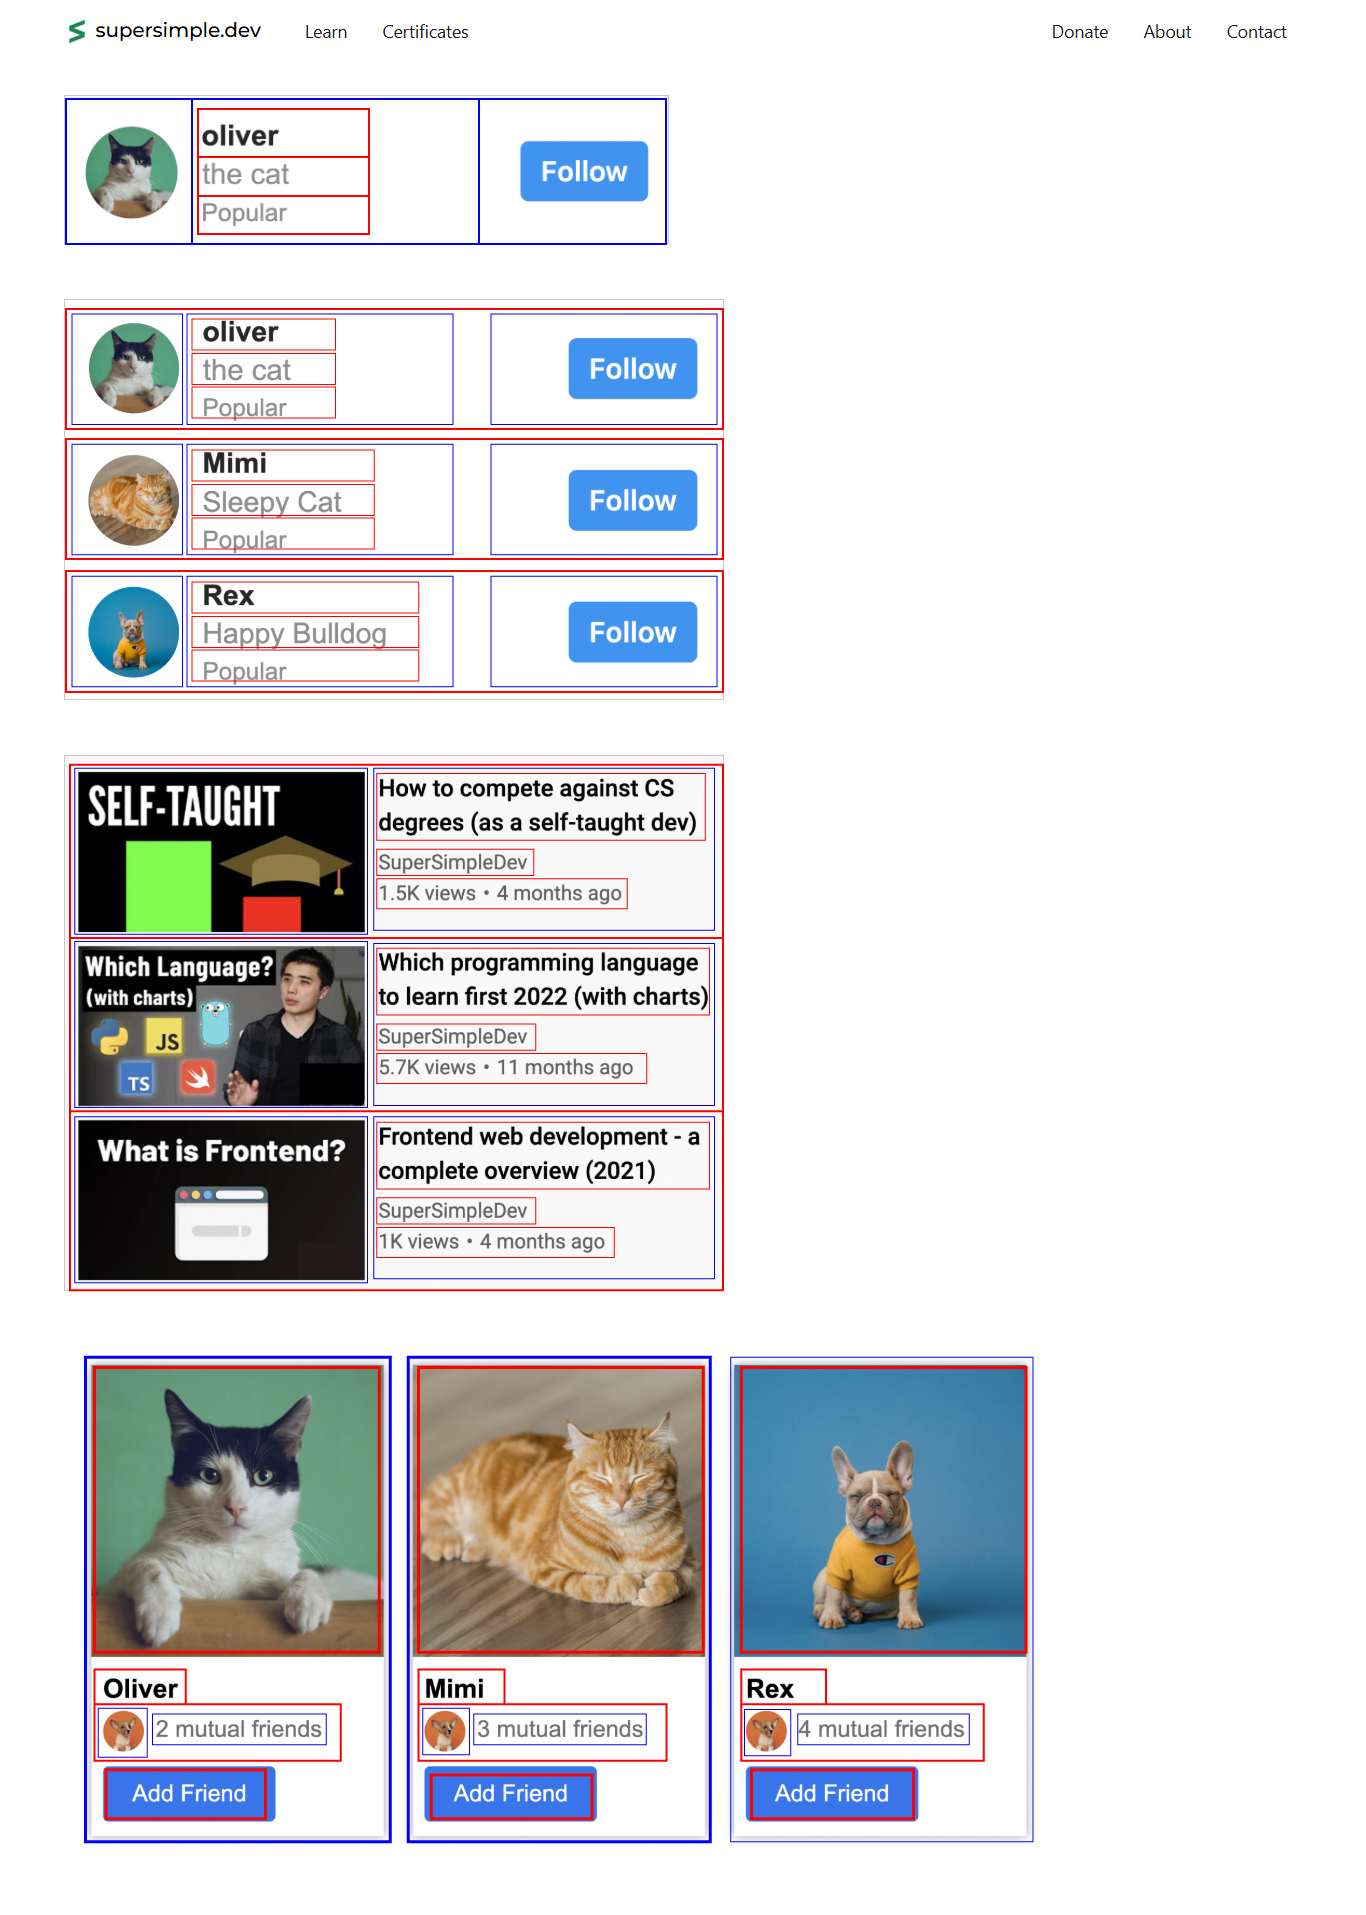 supersimple.dev Learn Certificates Donate About Contact
oliver
the cat
Popular
Follow
oliver
the cat
Popular
Follow
Mimi
Sleepy Cat
Popular
Follow
Rex
Happy Bulldog
Popular
Follow
SELF-TAUGHT
How to compete against CS
degrees (as a self-taught dev)
SuperSimpleDev
1.5K views • 4 months ago
Which Language?
(with charts)
JS
TS
Which programming language
to learn first 2022 (with charts)
SuperSimpleDev
5.7K views • 11 months ago
What is Frontend?
Frontend web development - a
complete overview (2021)
SuperSimpleDev
1K views • 4 months ago
Oliver
2 mutual friends
Add Friend
Mimi
3 mutual friends
Add Friend
Rex
4 mutual friends
Add Friend